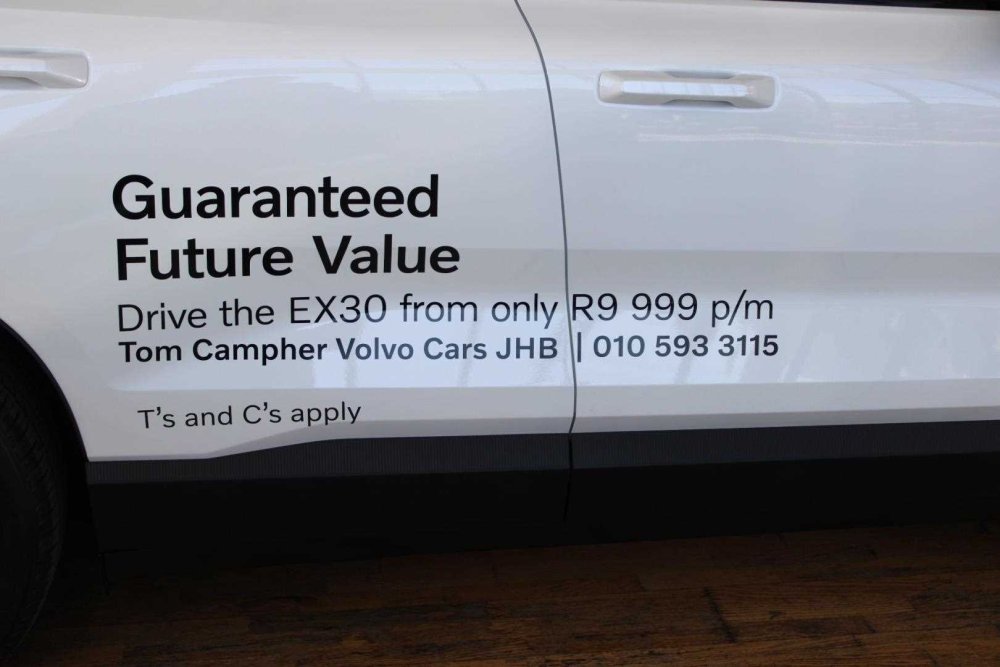 Guaranteed
Future Value
Drive the EX30 from only R9 999 p/m
Tom Campher Volvo Cars JHB | 010 593 3115
T's and C's apply